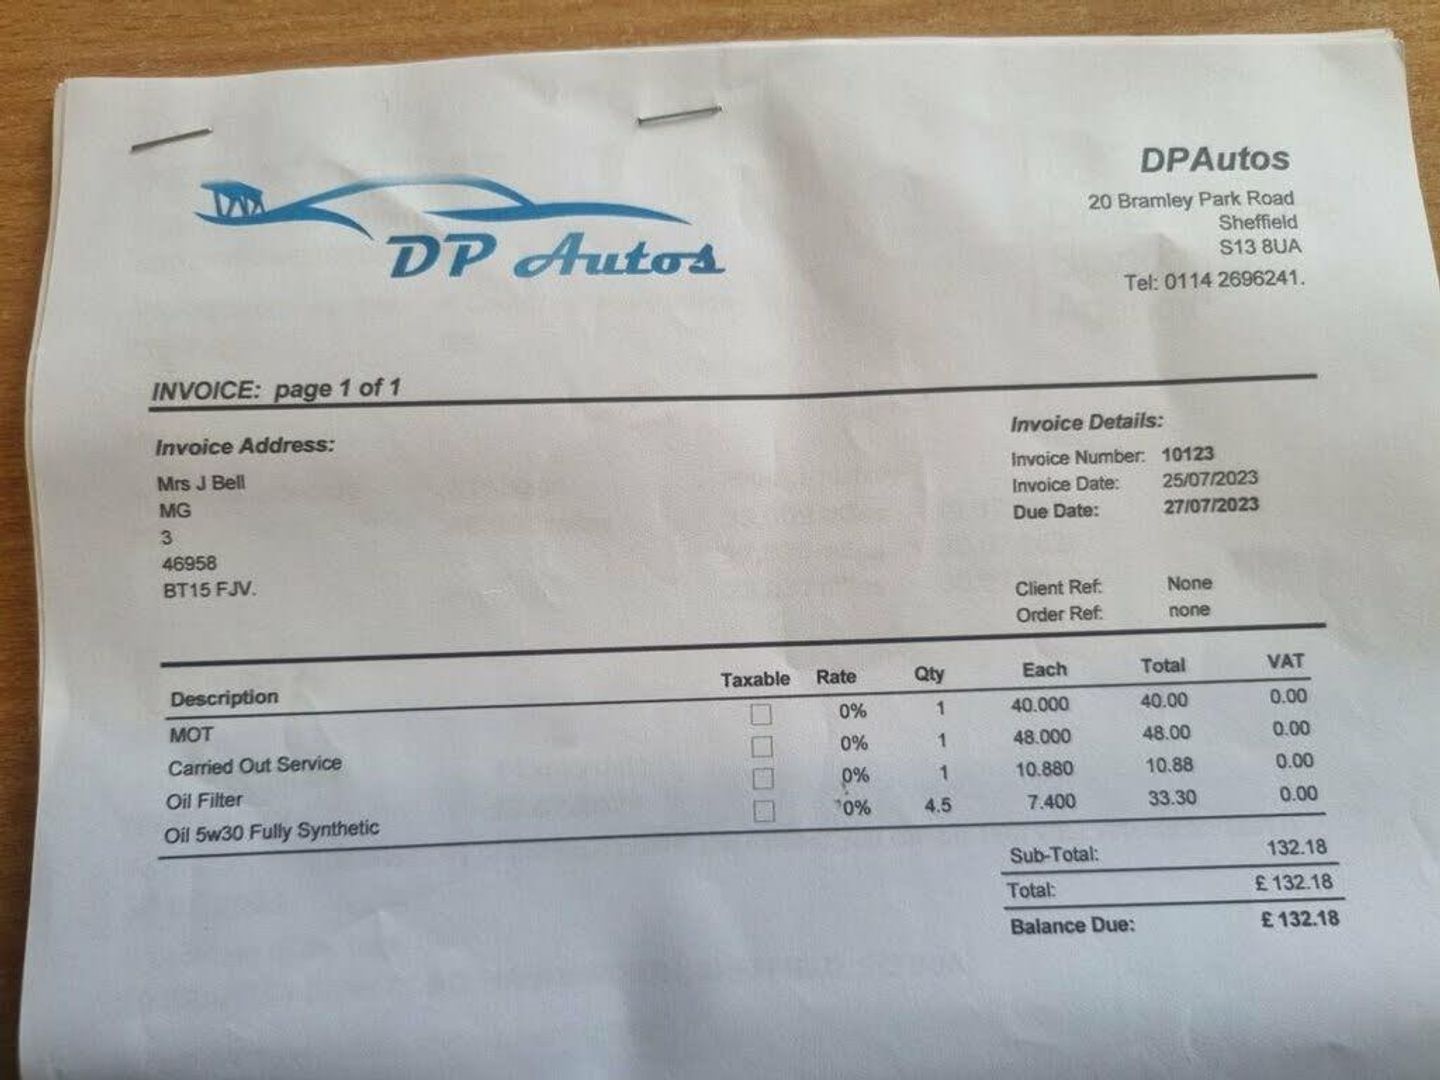 DP Autos
DPAutos
20 Bramley Park Road
Sheffield
S13 8UA
Tel: 0114 2696241.
INVOICE: page 1 of 1
Invoice Address:
Mrs J Bell
MG
3
46958
BT15 FJV.
Invoice Details:
Invoice Number: 10123
Invoice Date: 25/07/2023
Due Date: 27/07/2023
Client Ref: None
Order Ref: none
Description Taxable Rate Qty Each Total VAT
MOT 0% 1 40.000 40.00 0.00
Carried Out Service 0% 1 48.000 48.00 0.00
Oil Filter 0% 1 10.880 10.88 0.00
Oil 5w30 Fully Synthetic 0% 4.5 7.400 33.30 0.00
Sub-Total: 132.18
Total: £ 132.18
Balance Due: £ 132.18